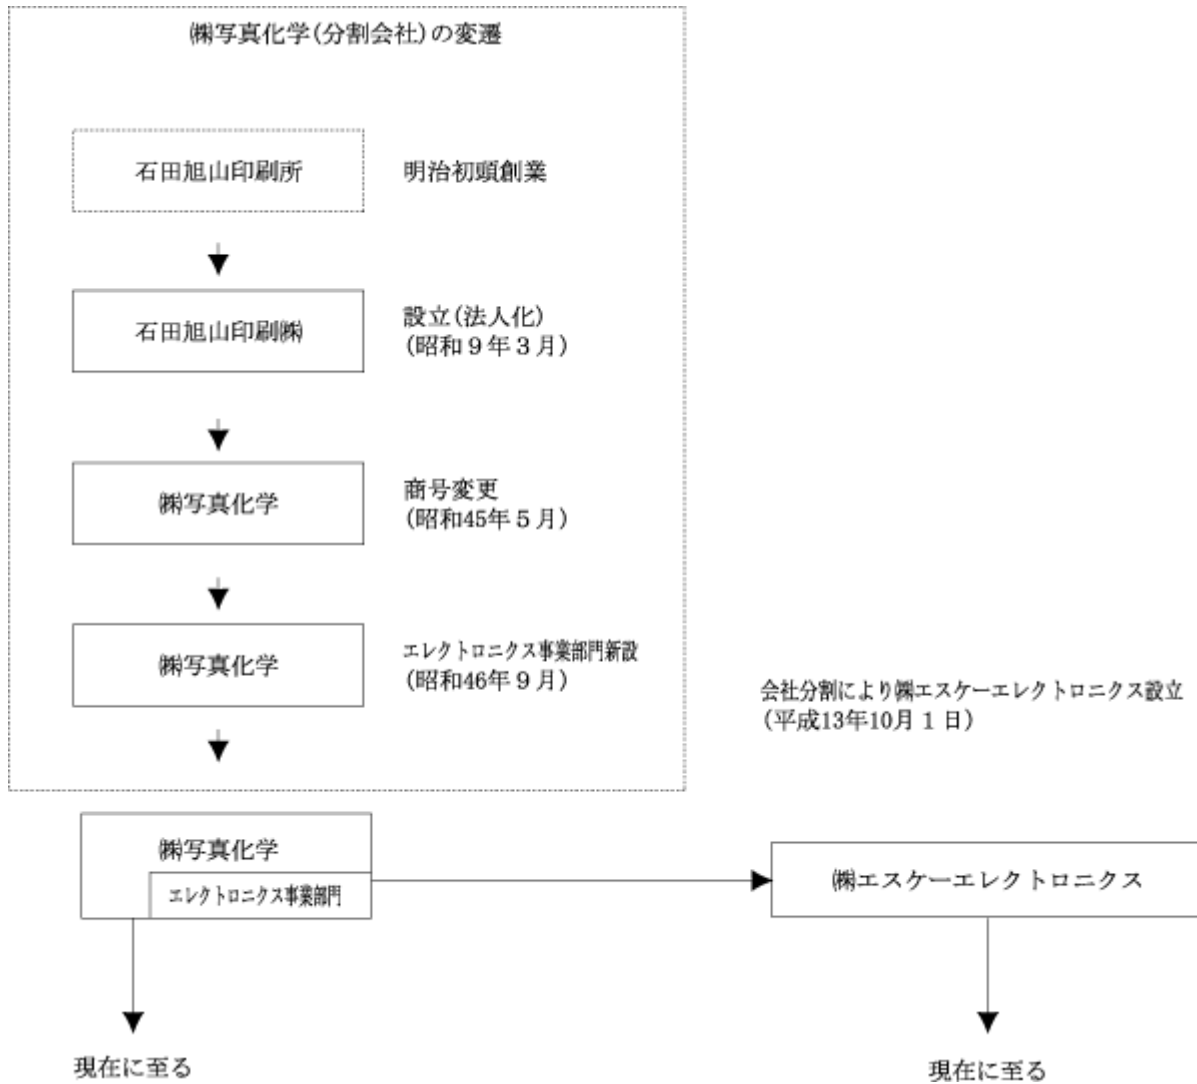 ㈱写真化学(分割会社)の変遷
石田旭山印刷所
明治初頭創業
石田旭山印刷㈱
設立(法人化)
(昭和９年３月)
㈱写真化学
商号変更
(昭和45年５月)
㈱写真化学
エレクトロニクス事業部門新設
(昭和46年９月)
会社分割により㈱エスケーエレクトロニクス設立
(平成13年10月１日)
㈱写真化学
エレクトロニクス事業部門
㈱エスケーエレクトロニクス
現在に至る
現在に至る